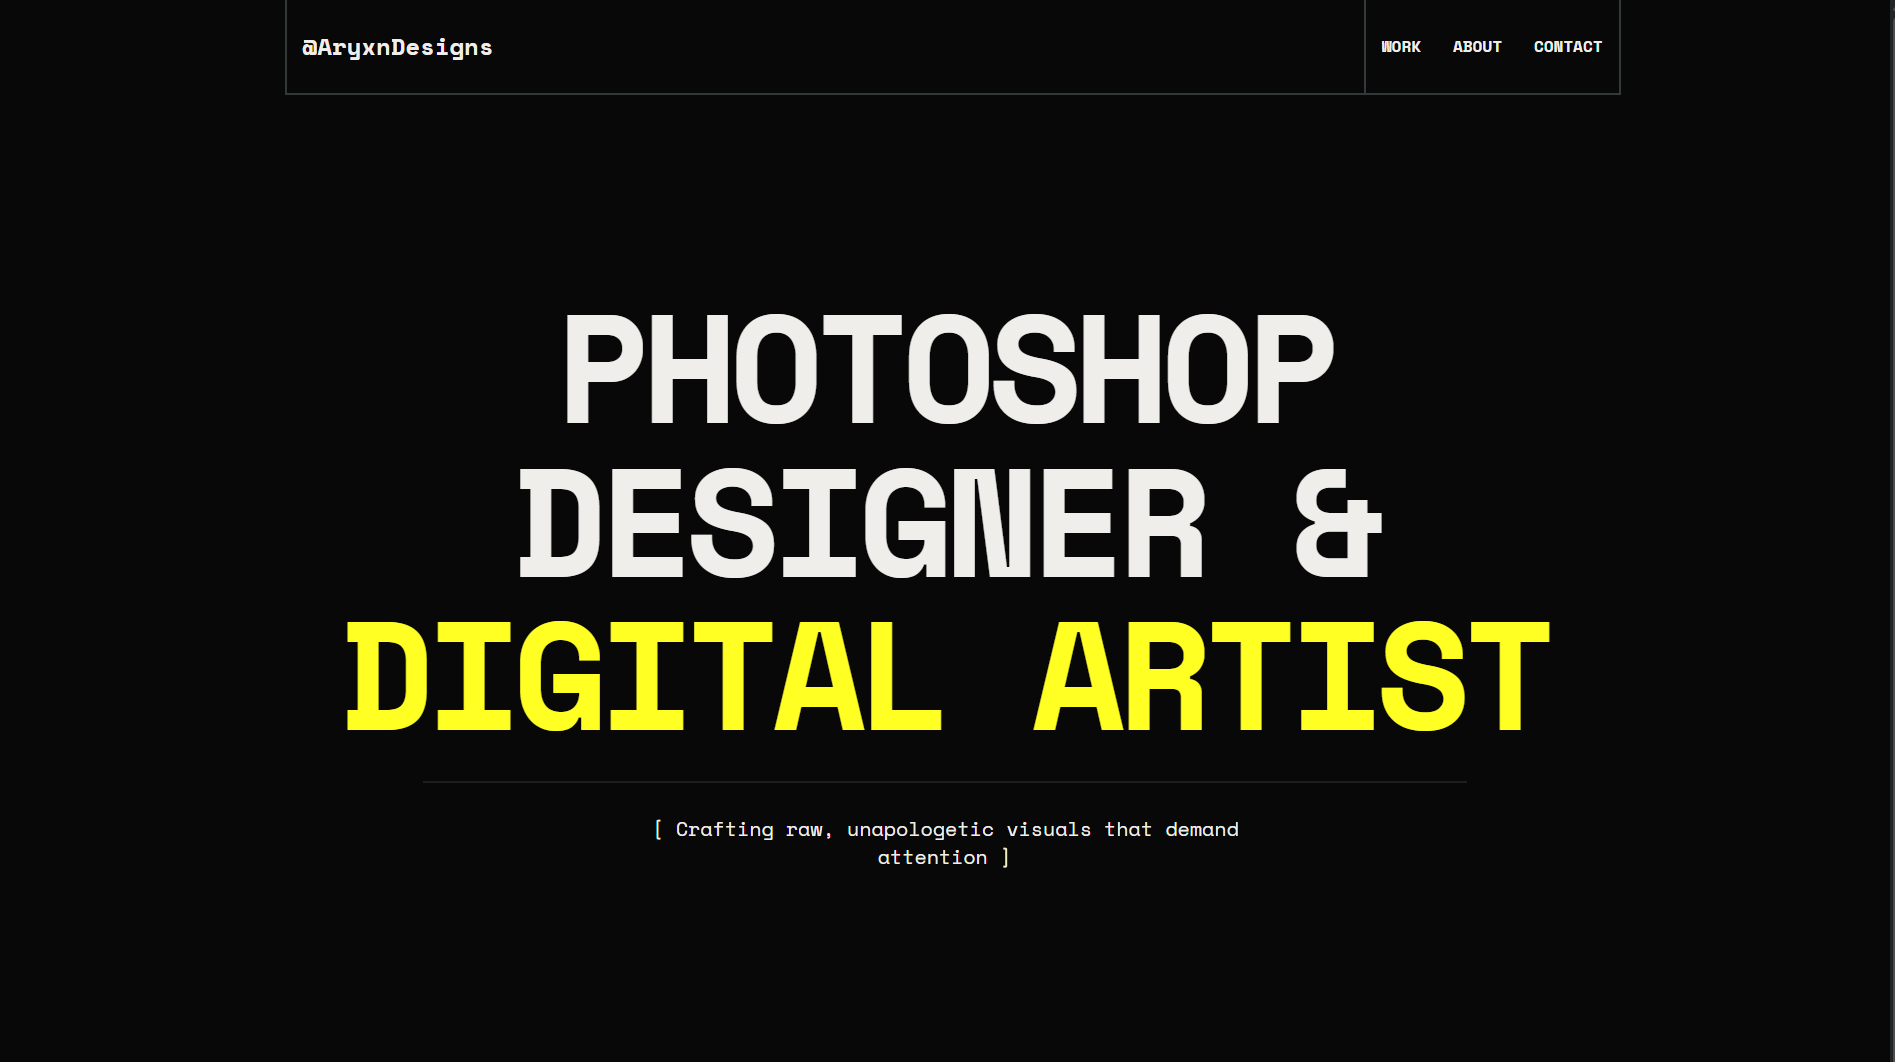 @AryxnDesigns
WORK ABOUT CONTACT
PHOTOSHOP
DESIGNER &
DIGITAL ARTIST
[ Crafting raw, unapologetic visuals that demand
attention ]